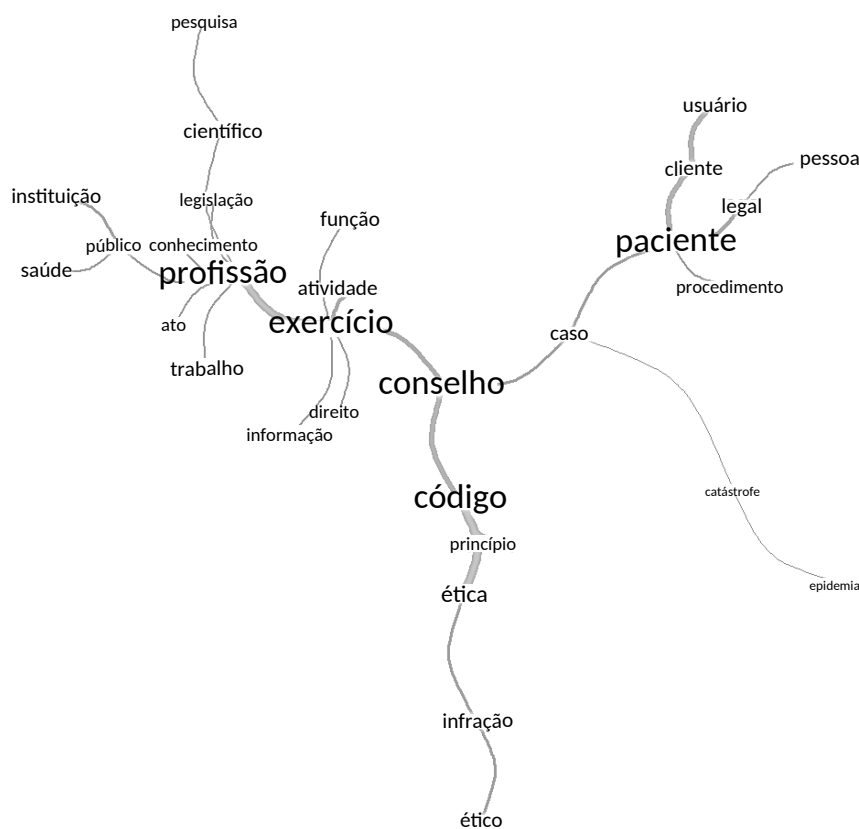 pesquisa
usuário
científico
pessoa
cliente
instituição
legislação
legal
função
público
conhecimento
paciente
saúde
profissão
atividade
procedimento
ato
exercício
caso
trabalho
conselho
direito
informação
catástrofe
código
princípio
epidemia
ética
infração
ético